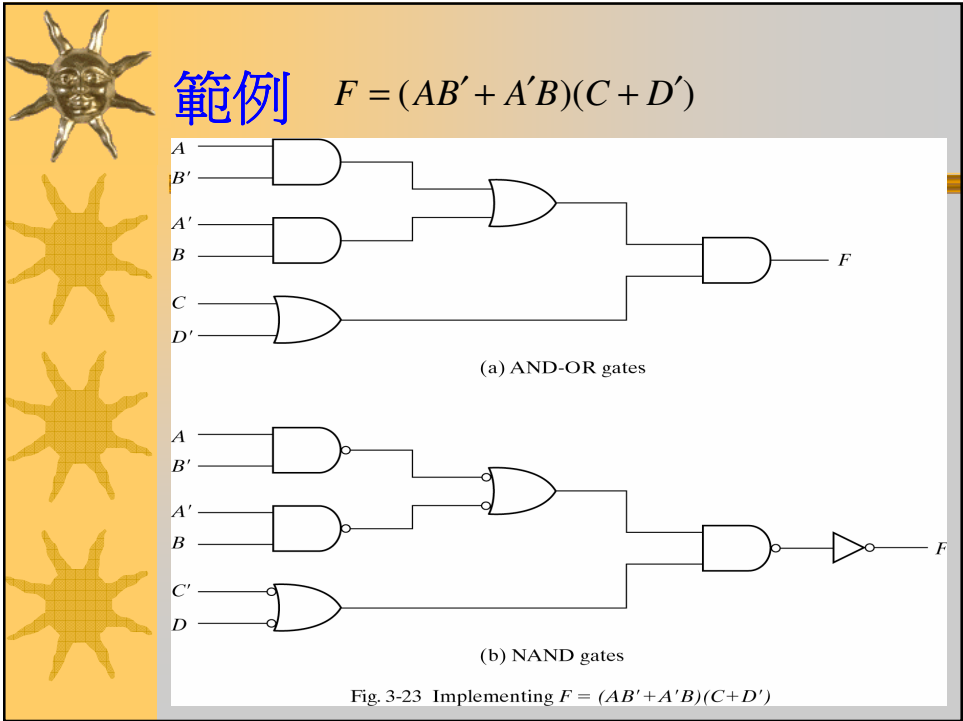 範例 F = (AB′ + A′B)(C + D′)
A
B′
A′
B
C
D′
F
(a) AND-OR gates
A
B′
A′
B
C′
D
F
(b) NAND gates
Fig. 3-23 Implementing F = (AB′+A′B)(C+D′)